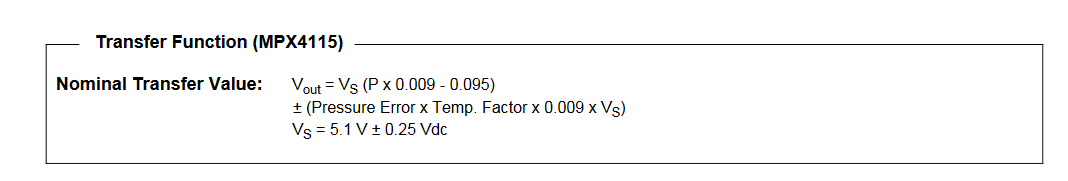 Transfer Function (MPX4115)
Nominal Transfer Value: Vout = VS (P x 0.009 - 0.095)
± (Pressure Error x Temp. Factor x 0.009 x VS)
VS = 5.1 V ± 0.25 Vdc